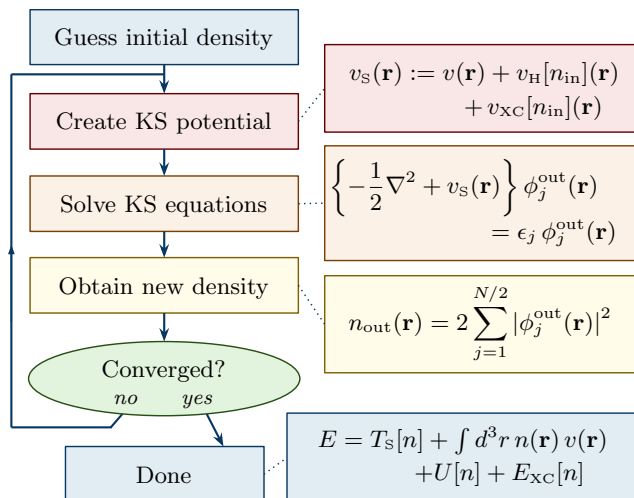 Guess initial density
Create KS potential
v_S(𝐫) := v(𝐫) + v_H[n_in](𝐫)
+ v_XC[n_in](𝐫)
Solve KS equations
{−1/2 ∇² + v_S(𝐫)} ϕ_j^out(𝐫)
= ϵ_j ϕ_j^out(𝐫)
Obtain new density
n_out(𝐫) = 2 ∑_{j=1}^{N/2} |ϕ_j^out(𝐫)|²
Converged?
no yes
Done
E = T_S[n] + ∫ d³r n(𝐫) v(𝐫)
+U[n] + E_XC[n]